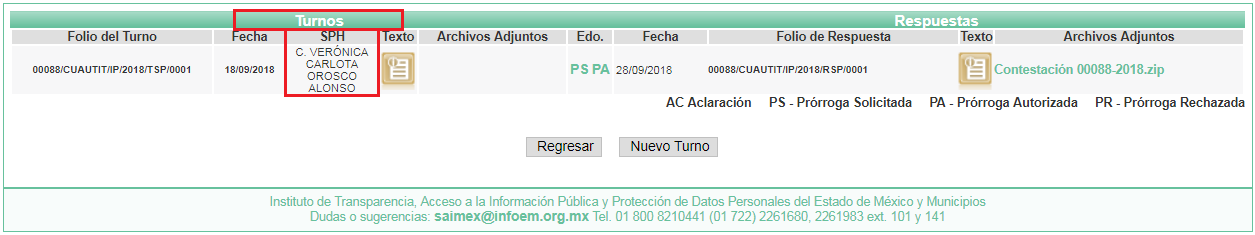 Turnos Respuestas
Folio del Turno Fecha SPH Texto Archivos Adjuntos Edo. Fecha Folio de Respuesta Texto Archivos Adjuntos
00088/CUAUTIT/IP/2018/TSP/0001 18/09/2018 C. VERÓNICA CARLOTA OROSCO ALONSO PS PA 28/09/2018 00088/CUAUTIT/IP/2018/RSP/0001 Contestación 00088-2018.zip
AC Aclaración PS - Prórroga Solicitada PA - Prórroga Autorizada PR - Prórroga Rechazada
Regresar Nuevo Turno
Instituto de Transparencia, Acceso a la Información Pública y Protección de Datos Personales del Estado de México y Municipios
Dudas o sugerencias: saimex@infoem.org.mx Tel. 01 800 8210441 (01 722) 2261680, 2261983 ext. 101 y 141